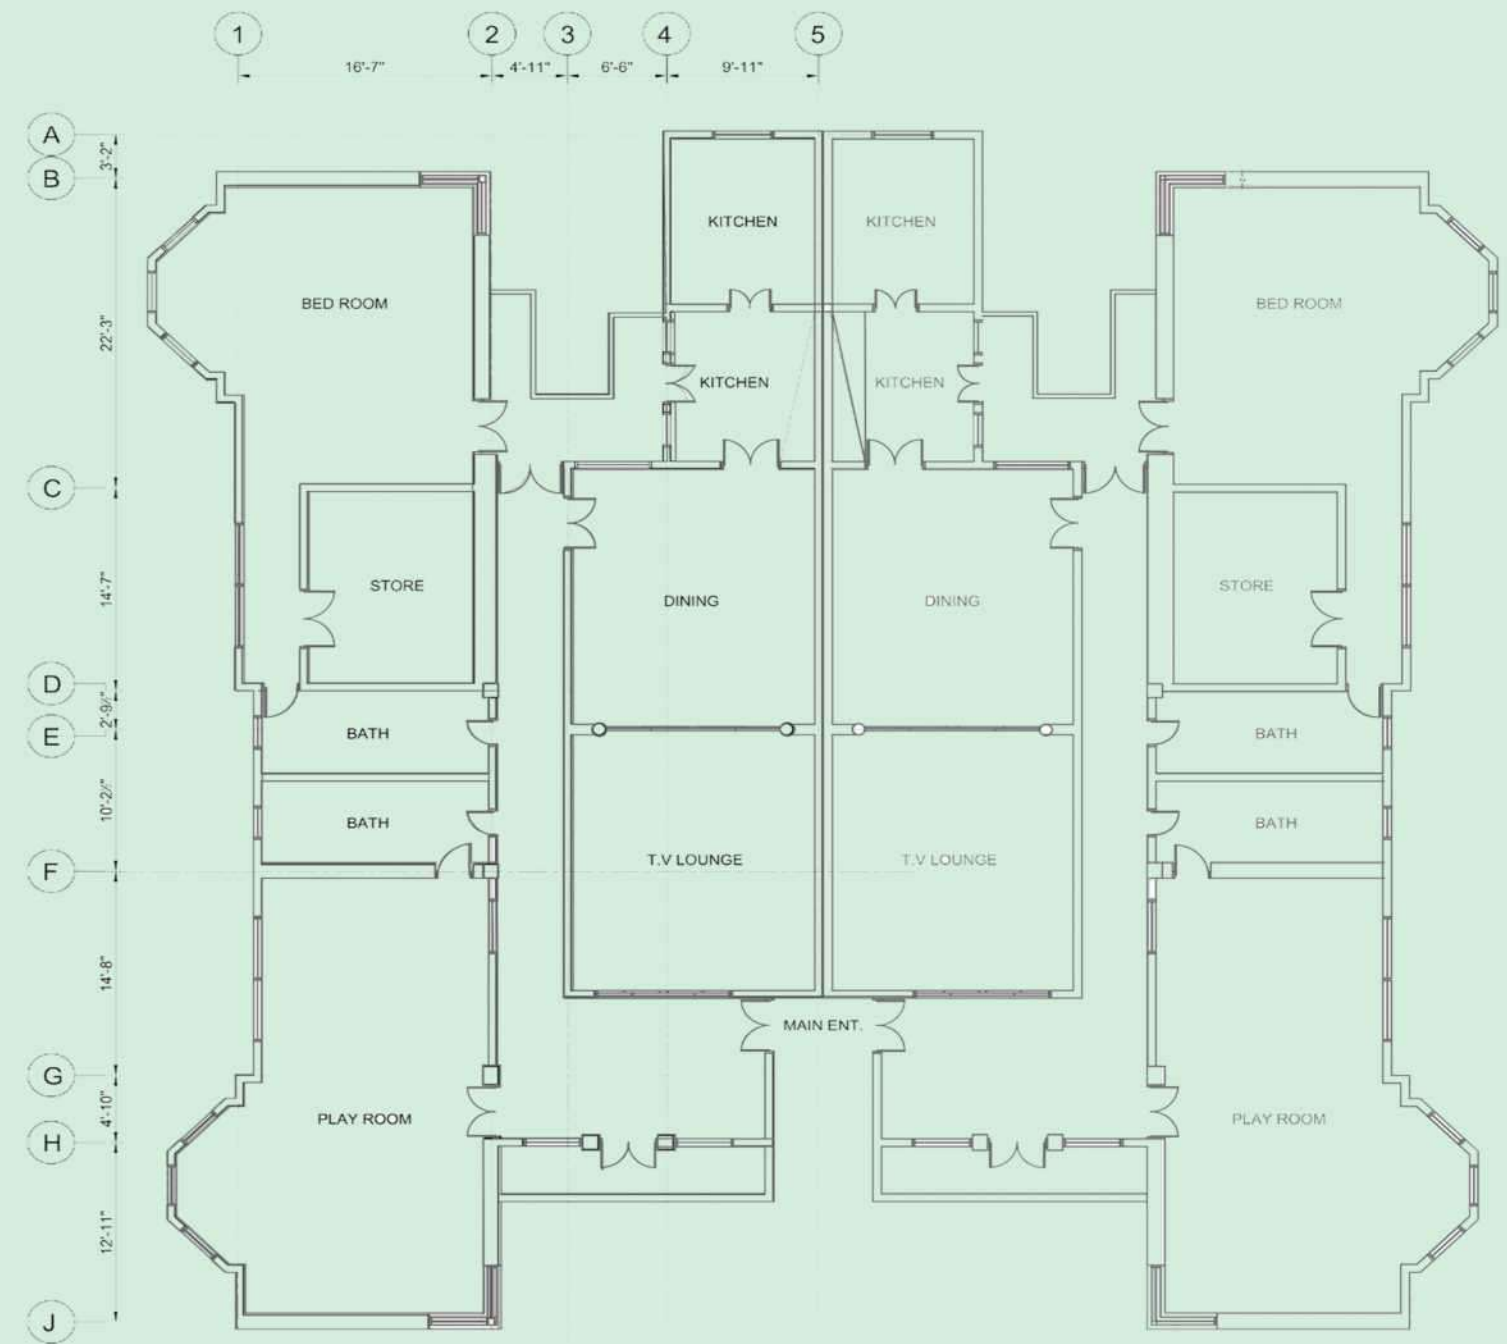 1 2 3 4 5
16'-7" 4'-11" 6'-6" 9'-11"
A
3'-2"
B
KITCHEN KITCHEN
BED ROOM BED ROOM
22'-3"
KITCHEN KITCHEN
C
14'-7"
STORE STORE
DINING DINING
D
2'-9½"
E
BATH BATH
10'-2½"
BATH BATH
T.V LOUNGE T.V LOUNGE
F
14'-8"
MAIN ENT.
G
4'-10"
PLAY ROOM PLAY ROOM
H
12'-11"
J